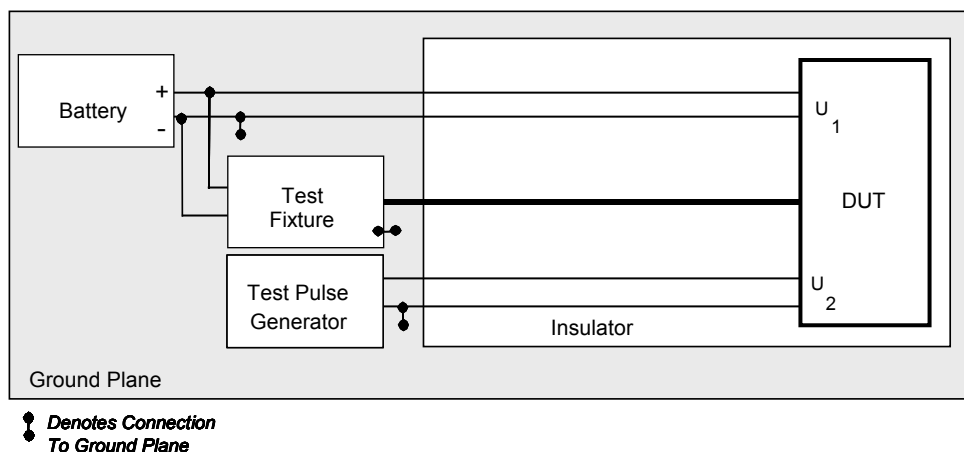 Battery
+
-
U
1
Test
Fixture
DUT
Test Pulse
Generator
U
2
Insulator
Ground Plane
Denotes Connection
To Ground Plane